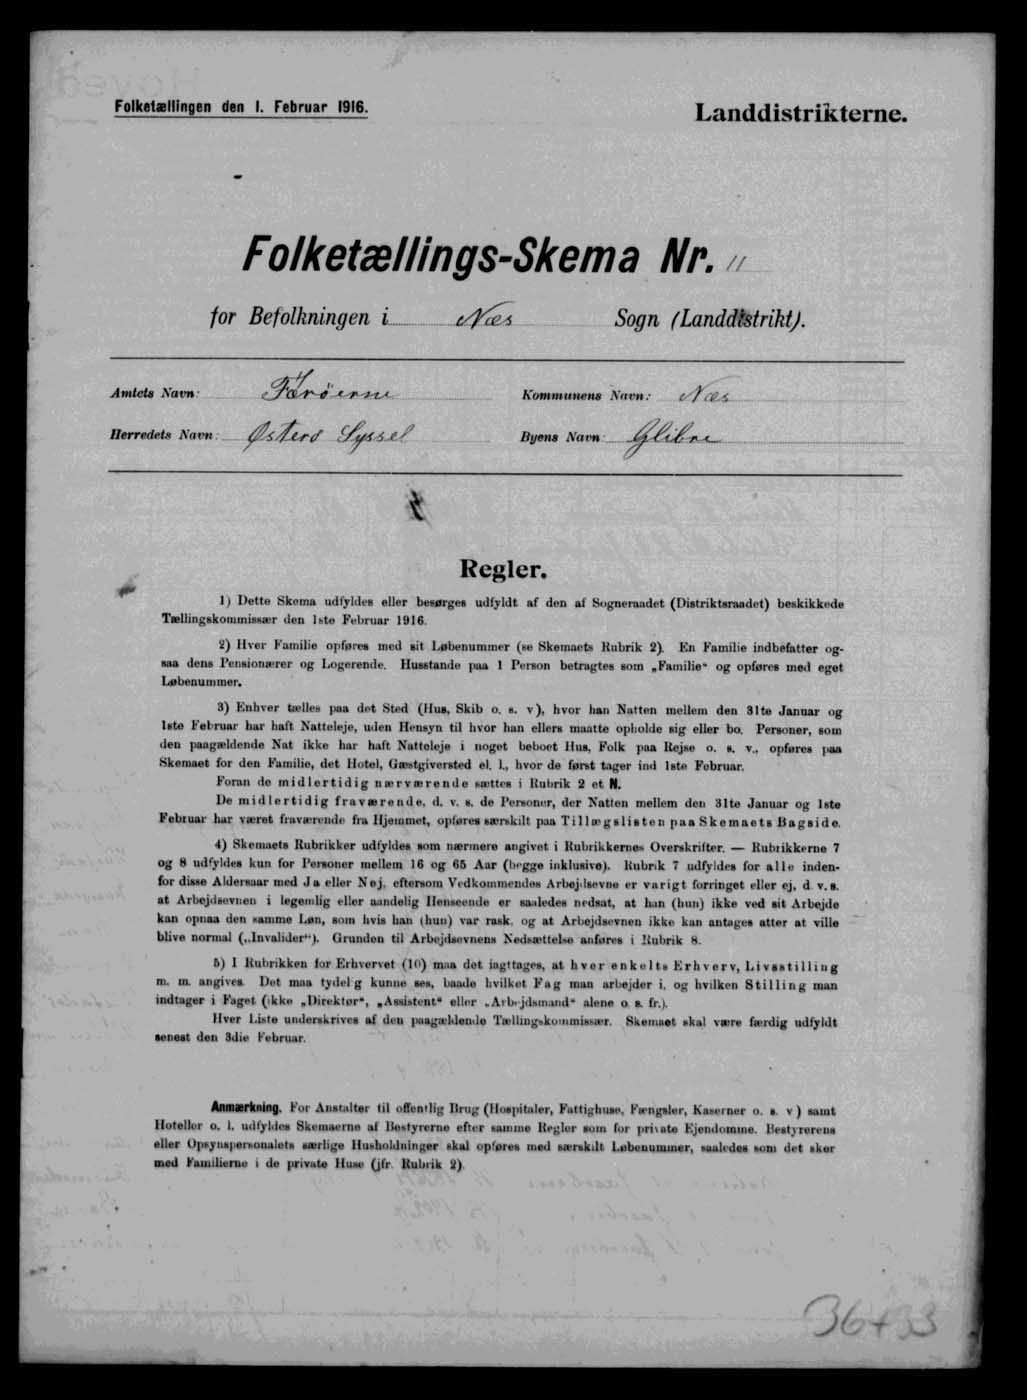 Folketællingen den 1. Februar 1916.
Landdistrikterne.
Folketællings-Skema Nr. 11
for Befolkningen i Næs Sogn (Landdistrikt).
Amtets Navn: Færöerne Kommunens Navn: Næs
Herredets Navn: Østerø Syssel Byens Navn: Glibre
Regler.
1) Dette Skema udfyldes eller besørges udfyldt af den af Sogneraadet (Distriktsraadet) beskikkede
Tællingskommissær den 1ste Februar 1916.
2) Hver Familie opføres med sit Løbenummer (se Skemaets Rubrik 2). En Familie indbefatter og-
saa dens Pensionærer og Logerende. Husstande paa 1 Person betragtes som „Familie“ og opføres med eget
Løbenummer.
3) Enhver tælles paa det Sted (Hus, Skib o. s. v), hvor han Natten mellem den 31te Januar og
1ste Februar har haft Natteleje, uden Hensyn til hvor han ellers maatte opholde sig eller bo. Personer, som
den paagældende Nat ikke har haft Natteleje i noget beboet Hus, Folk paa Rejse o. s. v., opføres paa
Skemaet for den Familie, det Hotel, Gæstgiversted el. l., hvor de først tager ind 1ste Februar.
Foran de midlertidig nærværende sættes i Rubrik 2 et N.
De midlertidig fraværende, d. v. s. de Personer, der Natten mellem den 31te Januar og 1ste
Februar har været fraværende fra Hjemmet, opføres særskilt paa Tillægslisten paa Skemaets Bagside.
4) Skemaets Rubrikker udfyldes som nærmere angivet i Rubrikkernes Overskrifter. — Rubrikkerne 7
og 8 udfyldes kun for Personer mellem 16 og 65 Aar (begge inklusive). Rubrik 7 udfyldes for alle inden-
for disse Aldersaar med Ja eller Nej, eftersom Vedkommendes Arbejdsevne er varigt forringet eller ej, d. v. s.
at Arbejdsevnen i legemlig eller aandelig Henseende er saaledes nedsat, at han (hun) ikke ved sit Arbejde
kan opnaa den samme Løn, som hvis han (hun) var rask, og at Arbejdsevnen ikke kan antages atter at ville
blive normal („Invalider“). Grunden til Arbejdsevnens Nedsættelse anføres i Rubrik 8.
5) I Rubrikken for Erhvervet (10) maa det iagttages, at hver enkelts Erhverv, Livsstilling
m. m. angives. Det maa tydelig kunne ses, baade hvilket Fag man arbejder i, og hvilken Stilling man
indtager i Faget (ikke „Direktør“, „Assistent“ eller „Arbejdsmand“ alene o. s. fr.).
Hver Liste underskrives af den paagældende Tællingskommissær. Skemaet skal være færdig udfyldt
senest den 3die Februar.
Anmærkning. For Anstalter til offentlig Brug (Hospitaler, Fattighuse, Fængsler, Kaserner o. s. v) samt
Hoteller o. l. udfyldes Skemaerne af Bestyrerne efter samme Regler som for private Ejendomme. Bestyrerens
eller Opsynspersonalets særlige Husholdninger skal opføres med særskilt Løbenummer, saaledes som det sker
med Familierne i de private Huse (jfr. Rubrik 2).
36+33